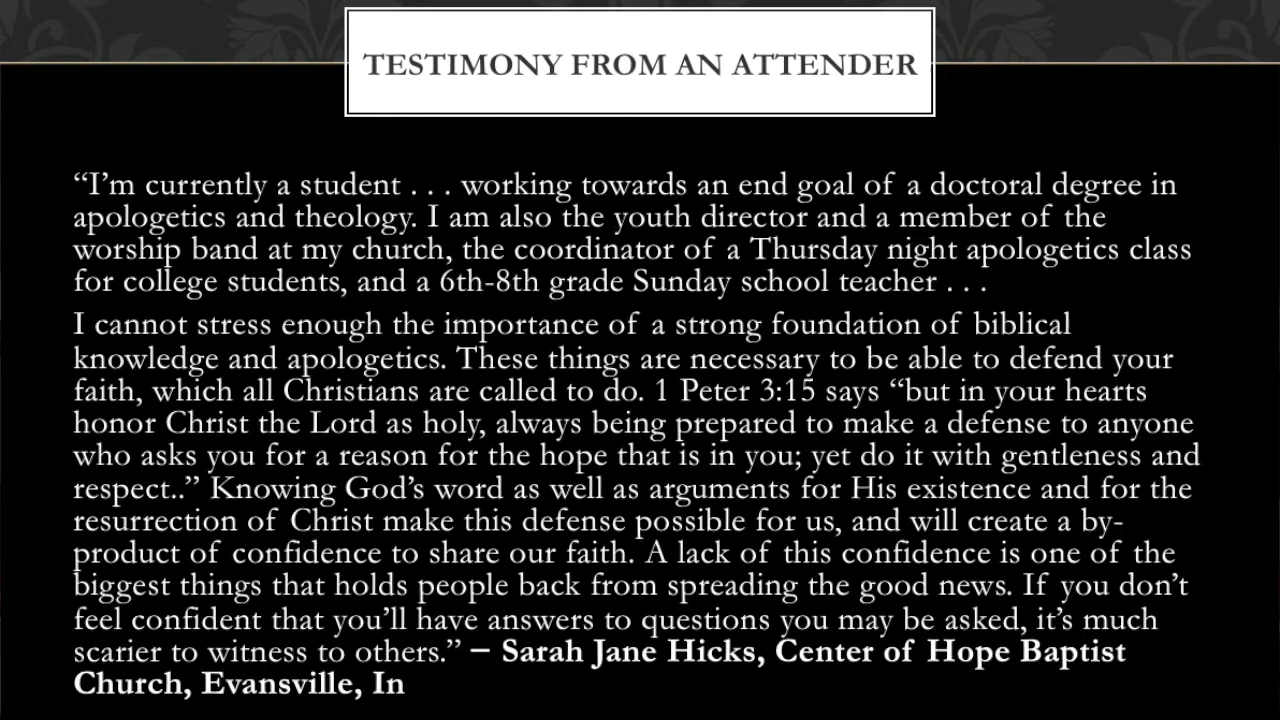 TESTIMONY FROM AN ATTENDER
“I’m currently a student . . . working towards an end goal of a doctoral degree in
apologetics and theology. I am also the youth director and a member of the
worship band at my church, the coordinator of a Thursday night apologetics class
for college students, and a 6th-8th grade Sunday school teacher . . .
I cannot stress enough the importance of a strong foundation of biblical
knowledge and apologetics. These things are necessary to be able to defend your
faith, which all Christians are called to do. 1 Peter 3:15 says “but in your hearts
honor Christ the Lord as holy, always being prepared to make a defense to anyone
who asks you for a reason for the hope that is in you; yet do it with gentleness and
respect..” Knowing God’s word as well as arguments for His existence and for the
resurrection of Christ make this defense possible for us, and will create a by-
product of confidence to share our faith. A lack of this confidence is one of the
biggest things that holds people back from spreading the good news. If you don’t
feel confident that you’ll have answers to questions you may be asked, it’s much
scarier to witness to others.” – Sarah Jane Hicks, Center of Hope Baptist
Church, Evansville, In